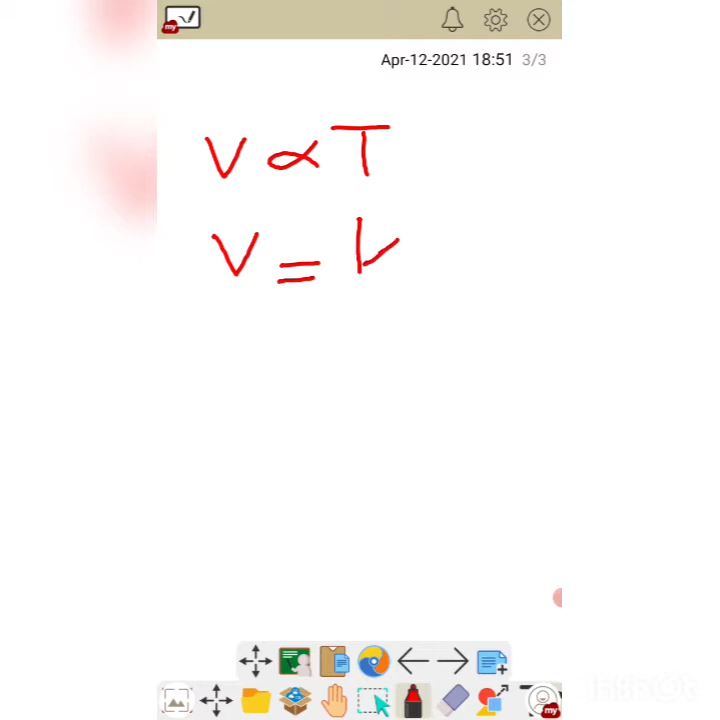 Apr-12-2021 18:51 3/3
V ∝ T
V =